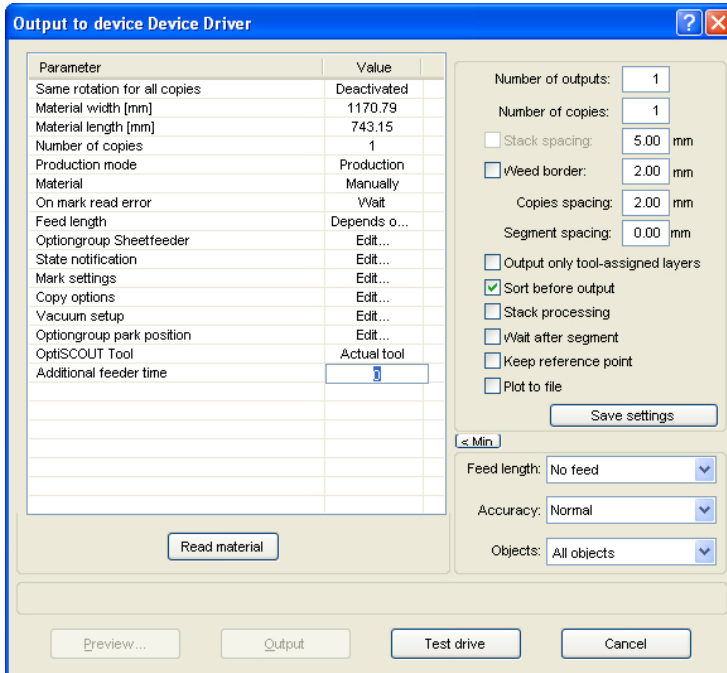 Output to device Device Driver
Parameter Value
Same rotation for all copies Deactivated
Material width [mm] 1170.79
Material length [mm] 743.15
Number of copies 1
Production mode Production
Material Manually
On mark read error Wait
Feed length Depends o...
Optiongroup Sheetfeeder Edit...
State notification Edit...
Mark settings Edit...
Copy options Edit...
Vacuum setup Edit...
Optiongroup park position Edit...
OptiSCOUT Tool Actual tool
Additional feeder time 0
Read material
Number of outputs: 1
Number of copies: 1
Stack spacing: 5.00 mm
Weed border: 2.00 mm
Copies spacing: 2.00 mm
Segment spacing: 0.00 mm
Output only tool-assigned layers
Sort before output
Stack processing
Wait after segment
Keep reference point
Plot to file
Save settings
< Min
Feed length: No feed
Accuracy: Normal
Objects: All objects
Preview... Output Test drive Cancel